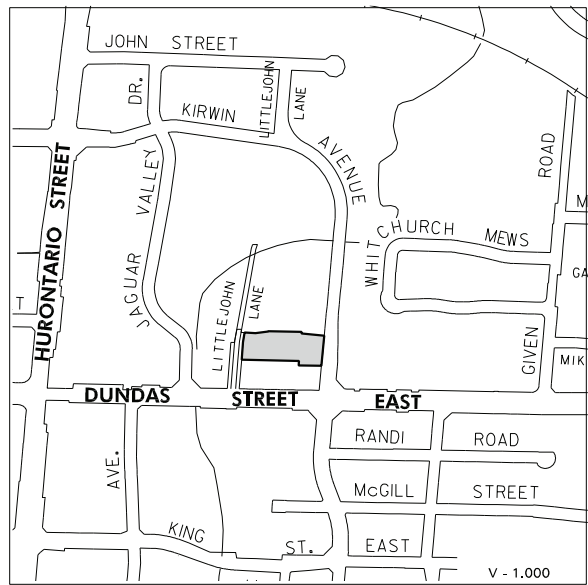 JOHN STREET
DR.
LITTLEJOHN
LANE
KIRWIN
AVENUE
ROAD
HURONTARIO STREET
JAGUAR VALLEY
WHITCHURCH MEWS
M
GA
T
LITTLEJOHN
LANE
GIVEN
MIK
DUNDAS STREET EAST
RANDI ROAD
AVE.
McGILL STREET
KING ST. EAST
V - 1.000